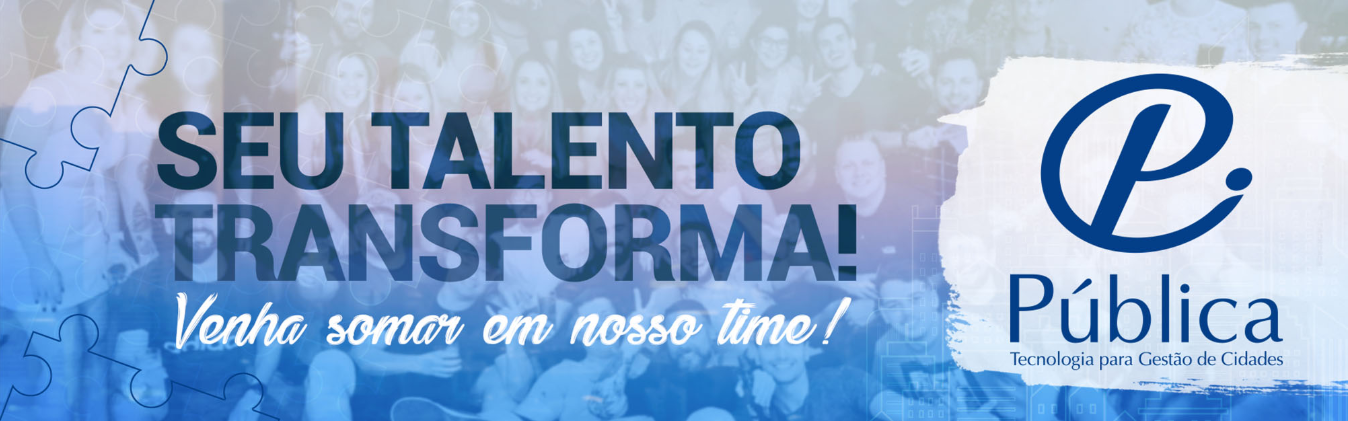 SEU TALENTO
TRANSFORMA!
Venha somar em nosso time!
Pública
Tecnologia para Gestão de Cidades